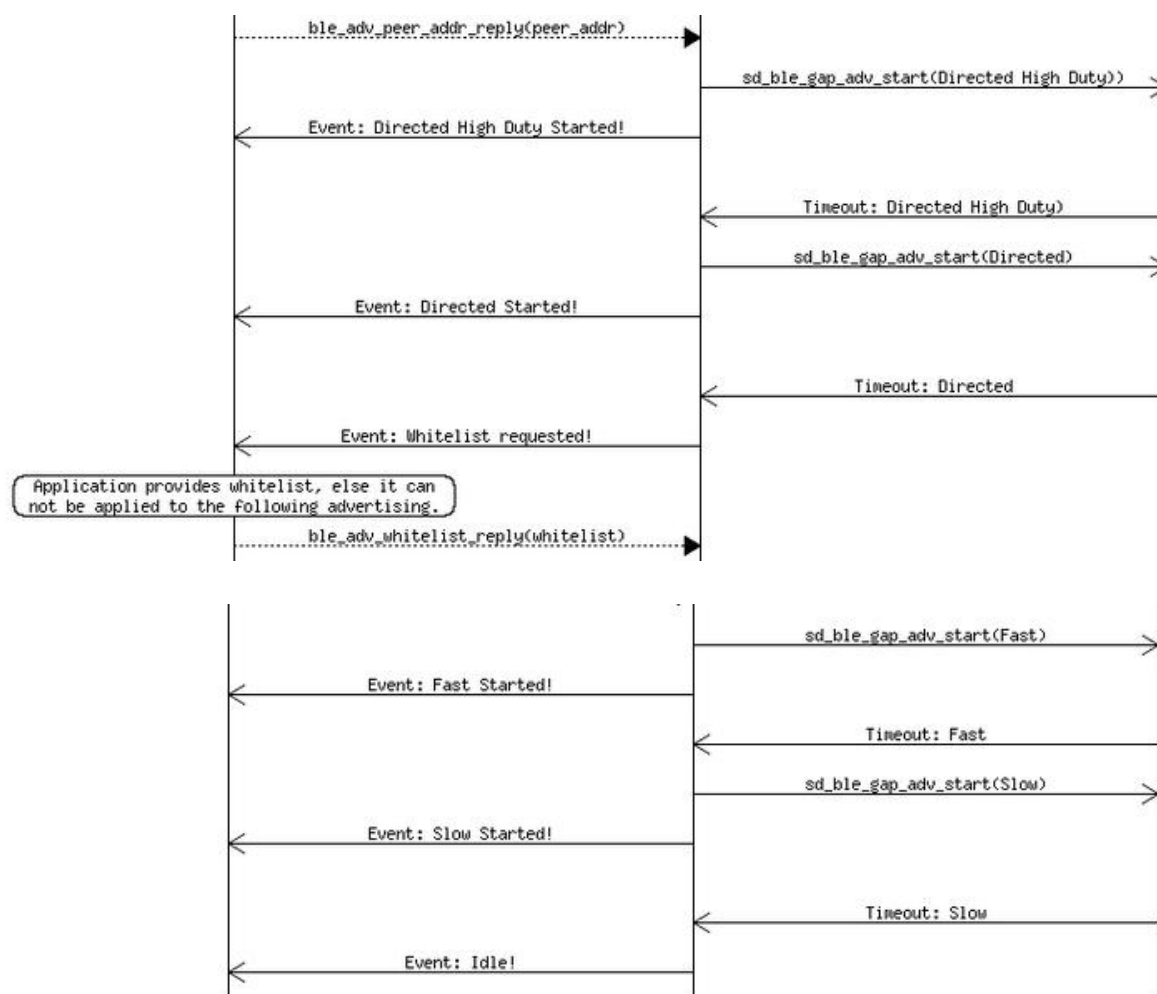 ble_adv_peer_addr_reply(peer_addr)
sd_ble_gap_adv_start(Directed High Duty))
Event: Directed High Duty Started!
Timeout: Directed High Duty)
sd_ble_gap_adv_start(Directed)
Event: Directed Started!
Timeout: Directed
Event: Whitelist requested!
Application provides whitelist, else it can
not be applied to the following advertising.
ble_adv_whitelist_reply(whitelist)
sd_ble_gap_adv_start(Fast)
Event: Fast Started!
Timeout: Fast
sd_ble_gap_adv_start(Slow)
Event: Slow Started!
Timeout: Slow
Event: Idle!